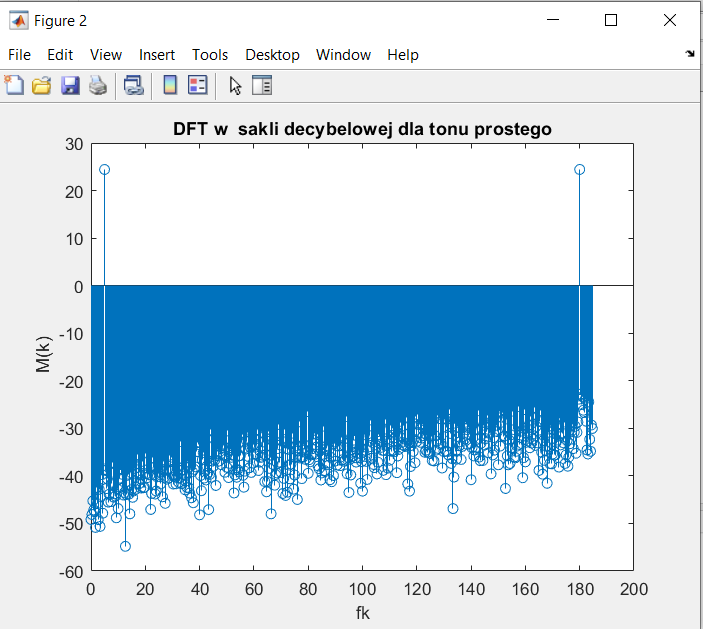 Figure 2
File Edit View Insert Tools Desktop Window Help
DFT w  sakli decybelowej dla tonu prostego
30
20
10
0
-10
-20
-30
-40
-50
-60
M(k)
0 20 40 60 80 100 120 140 160 180 200
fk